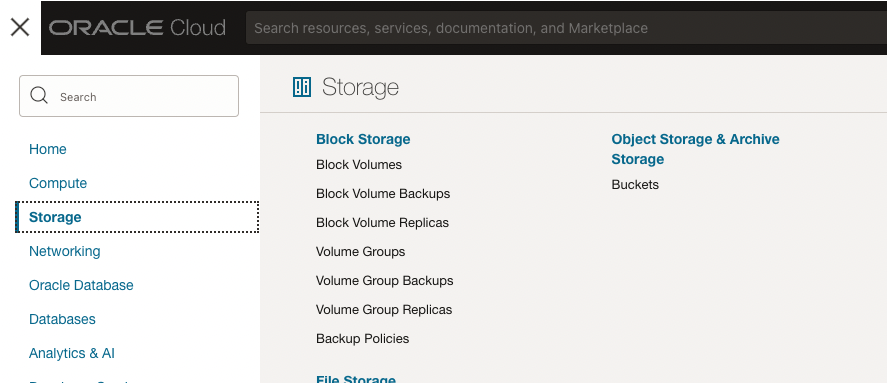 ORACLE Cloud
Search resources, services, documentation, and Marketplace
Search
Home
Compute
Storage
Networking
Oracle Database
Databases
Analytics & AI
Storage
Block Storage
Block Volumes
Block Volume Backups
Block Volume Replicas
Volume Groups
Volume Group Backups
Volume Group Replicas
Backup Policies
File Storage
Object Storage & Archive
Storage
Buckets